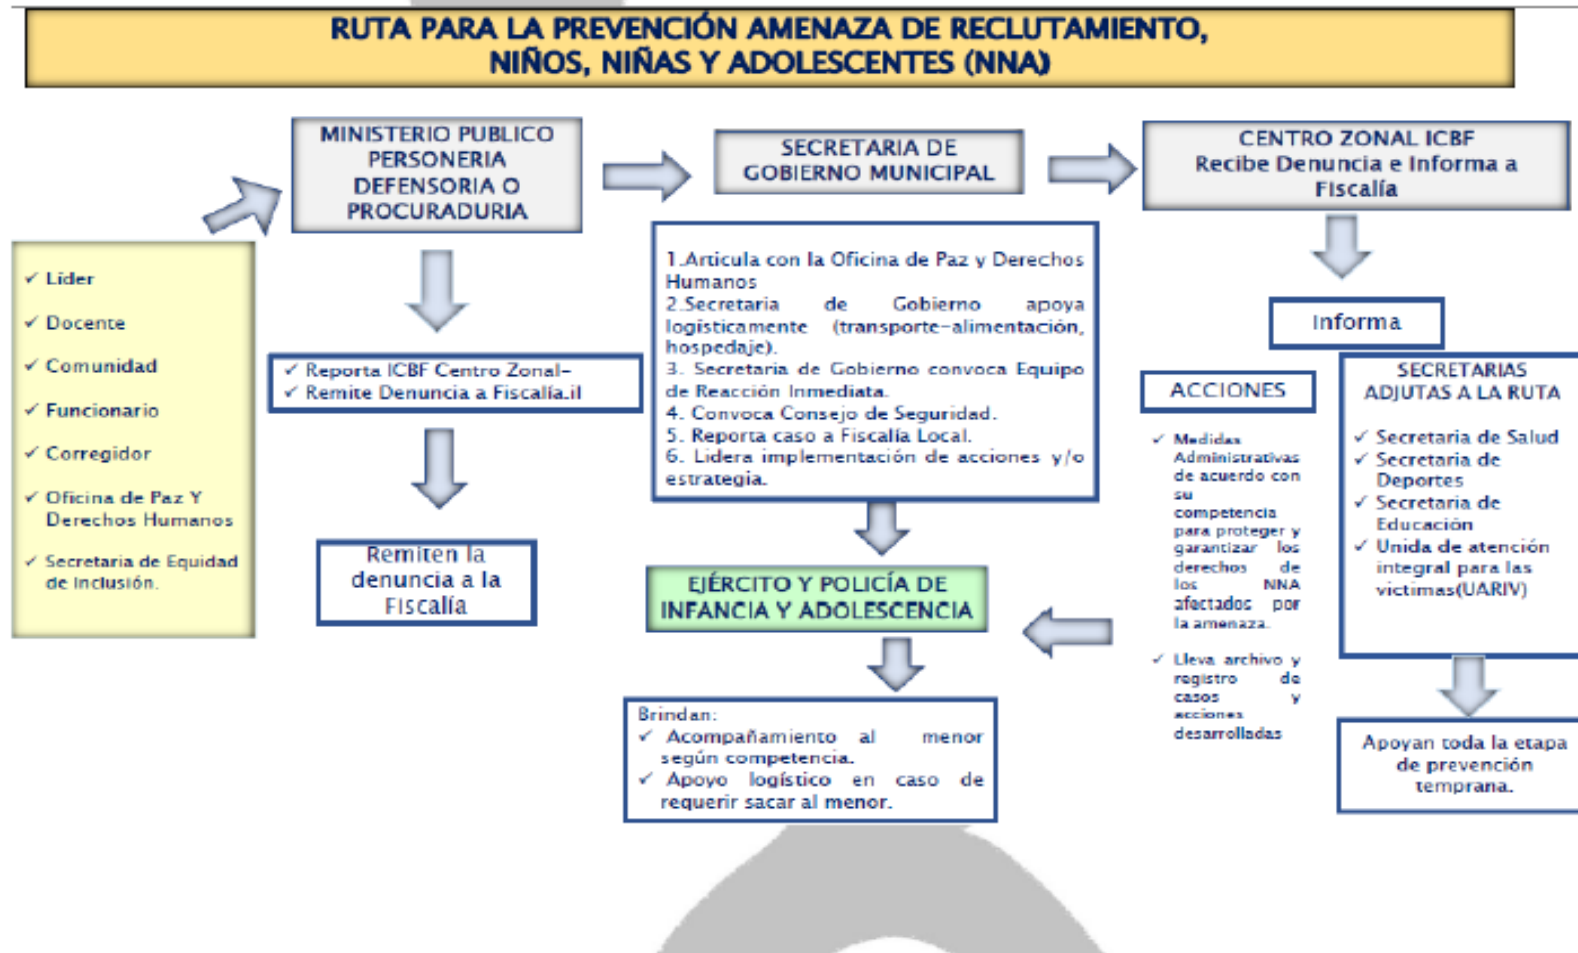 RUTA PARA LA PREVENCIÓN AMENAZA DE RECLUTAMIENTO,
NIÑOS, NIÑAS Y ADOLESCENTES (NNA)
✓ Líder
✓ Docente
✓ Comunidad
✓ Funcionario
✓ Corregidor
✓ Oficina de Paz Y
Derechos Humanos
✓ Secretaria de Equidad
de Inclusión.
MINISTERIO PUBLICO
PERSONERIA
DEFENSORIA O
PROCURADURIA
✓ Reporta ICBF Centro Zonal-
✓ Remite Denuncia a Fiscalía.il
Remiten la
denuncia a la
Fiscalía
SECRETARIA DE
GOBIERNO MUNICIPAL
1.Articula con la Oficina de Paz y Derechos
Humanos
2.Secretaria de Gobierno apoya
logísticamente (transporte-alimentación,
hospedaje).
3. Secretaria de Gobierno convoca Equipo
de Reacción Inmediata.
4. Convoca Consejo de Seguridad.
5. Reporta caso a Fiscalía Local.
6. Lidera implementación de acciones y/o
estrategia.
EJÉRCITO Y POLICÍA DE
INFANCIA Y ADOLESCENCIA
Brindan:
✓ Acompañamiento al menor
según competencia.
✓ Apoyo logístico en caso de
requerir sacar al menor.
CENTRO ZONAL ICBF
Recibe Denuncia e Informa a
Fiscalía
Informa
ACCIONES
✓ Medidas
Administrativas
de acuerdo con
su
competencia
para proteger y
garantizar los
derechos de
los NNA
afectados por
la amenaza.
✓ Lleva archivo y
registro de
casos y
acciones
desarrolladas
SECRETARIAS
ADJUTAS A LA RUTA
✓ Secretaria de Salud
✓ Secretaria de
Deportes
✓ Secretaria de
Educación
✓ Unida de atención
integral para las
victimas(UARIV)
Apoyan toda la etapa
de prevención
temprana.